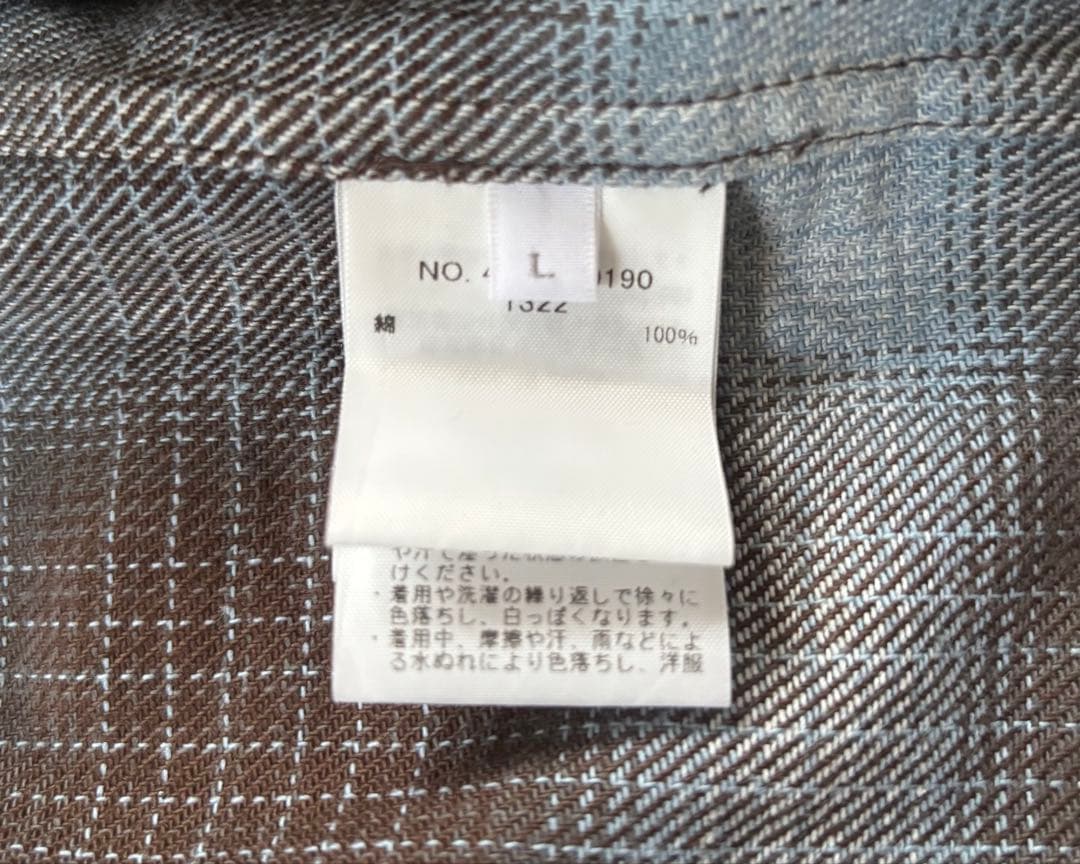 L
NO. 4 0190
1322
綿 100%
けください。
・着用や洗濯の繰り返しで徐々に
色落ちし、白っぽくなります。
・着用中、摩擦や汗、雨などによ
る水ぬれにより色落ちし、洋服